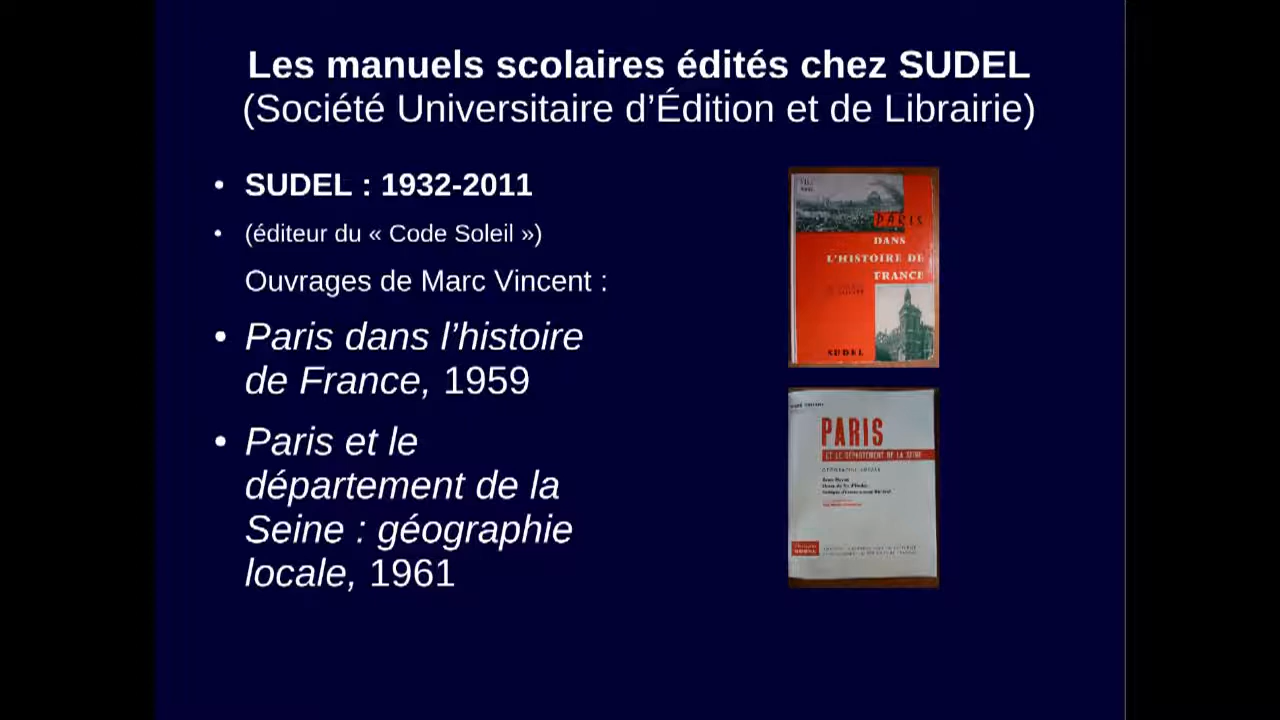 Les manuels scolaires édités chez SUDEL
(Société Universitaire d’Édition et de Librairie)
• SUDEL : 1932-2011
• (éditeur du « Code Soleil »)
Ouvrages de Marc Vincent :
• Paris dans l’histoire
de France, 1959
• Paris et le
département de la
Seine : géographie
locale, 1961
PARIS
DANS
L'HISTOIRE DE
FRANCE
SUDEL
PARIS
ET LE DÉPARTEMENT DE LA SEINE
GÉOGRAPHIE LOCALE